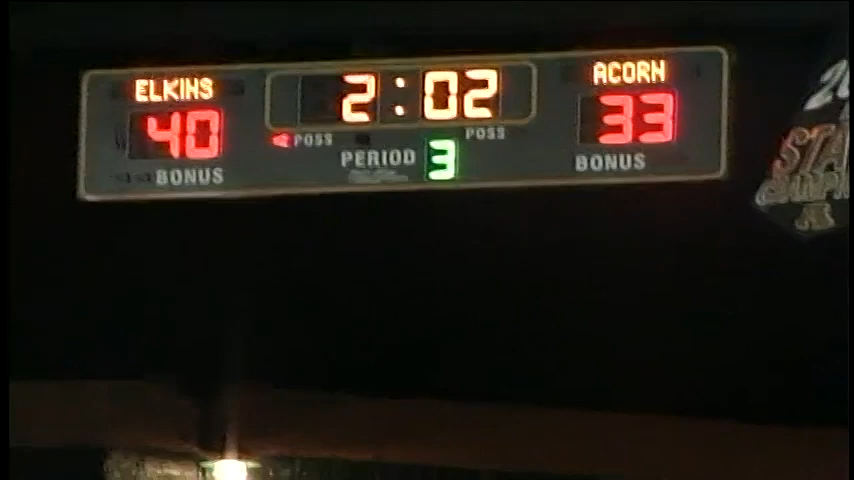 ELKINS 2:02 ACORN
40 33
POSS POSS
PERIOD 3
BONUS BONUS